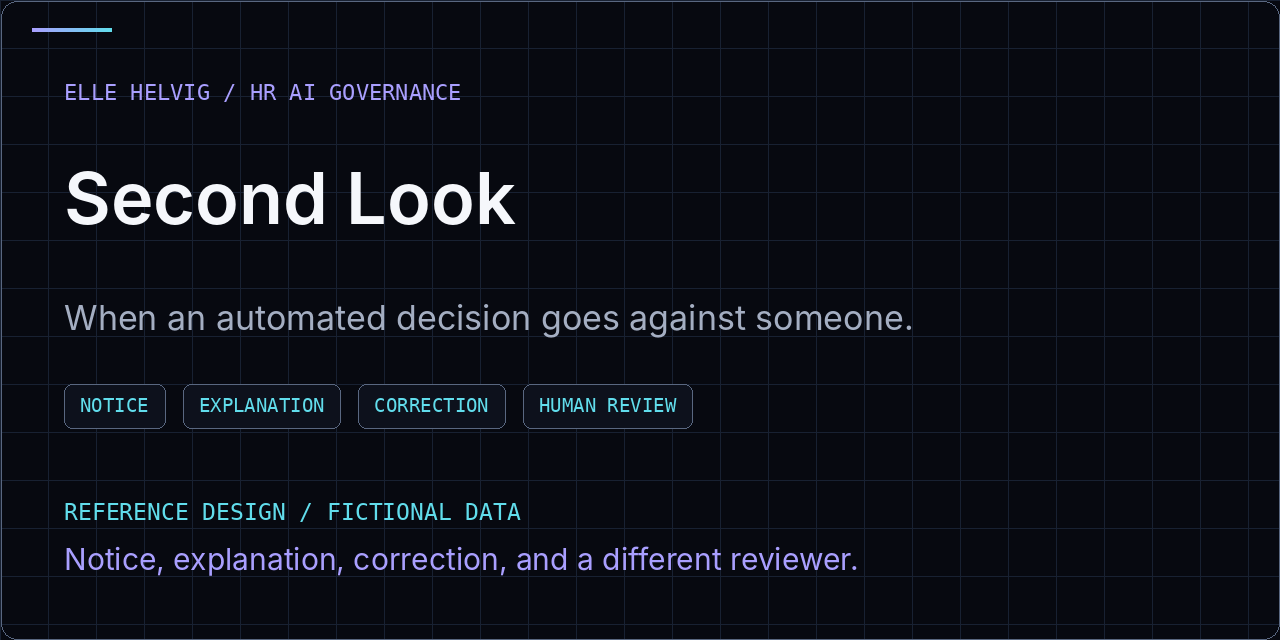 ELLE HELVIG / HR AI GOVERNANCE
Second Look
When an automated decision goes against someone.
NOTICE EXPLANATION CORRECTION HUMAN REVIEW
REFERENCE DESIGN / FICTIONAL DATA
Notice, explanation, correction, and a different reviewer.